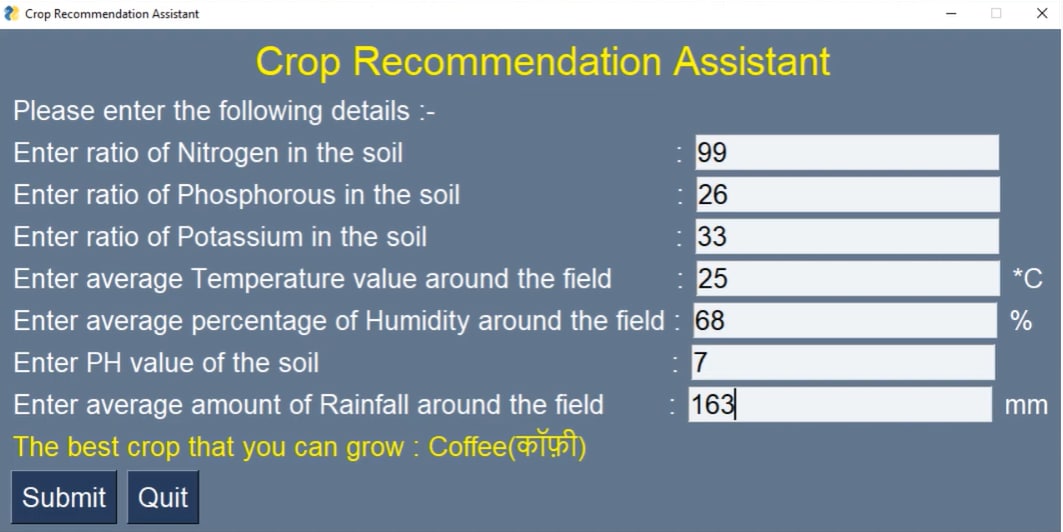 Crop Recommendation Assistant
Crop Recommendation Assistant
Please enter the following details :-
Enter ratio of Nitrogen in the soil : 99
Enter ratio of Phosphorous in the soil : 26
Enter ratio of Potassium in the soil : 33
Enter average Temperature value around the field : 25 *C
Enter average percentage of Humidity around the field : 68 %
Enter PH value of the soil : 7
Enter average amount of Rainfall around the field : 163 mm
The best crop that you can grow : Coffee(कॉफ़ी)
Submit Quit